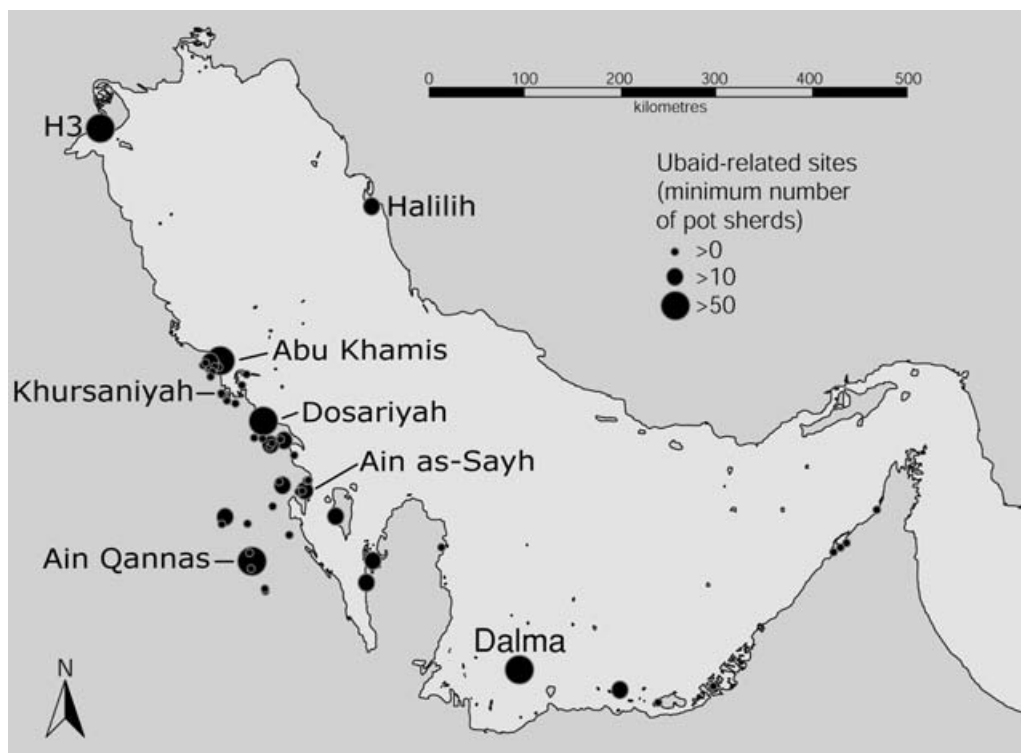 0 100 200 300 400 500
kilometres
H3
Ubaid-related sites
(minimum number
of pot sherds)
>0
>10
>50
Halilih
Abu Khamis
Khursaniyah
Dosariyah
Ain as-Sayh
Ain Qannas
Dalma
N